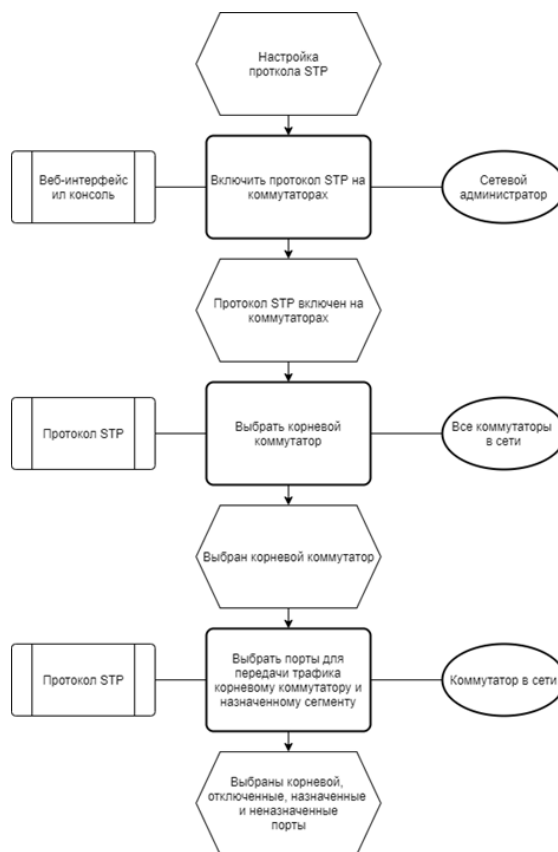 Настройка
проткола STP
Веб-интерфейс
ил консоль
Включить протокол STP на
коммутаторах
Сетевой
администратор
Протокол STP включен на
коммутаторах
Протокол STP
Выбрать корневой
коммутатор
Все коммутаторы
в сети
Выбран корневой коммутатор
Протокол STP
Выбрать порты для
передачи трафика
корневому коммутатору и
назначенному сегменту
Коммутатор в сети
Выбраны корневой,
отключенные, назначенные
и неназначенные
порты